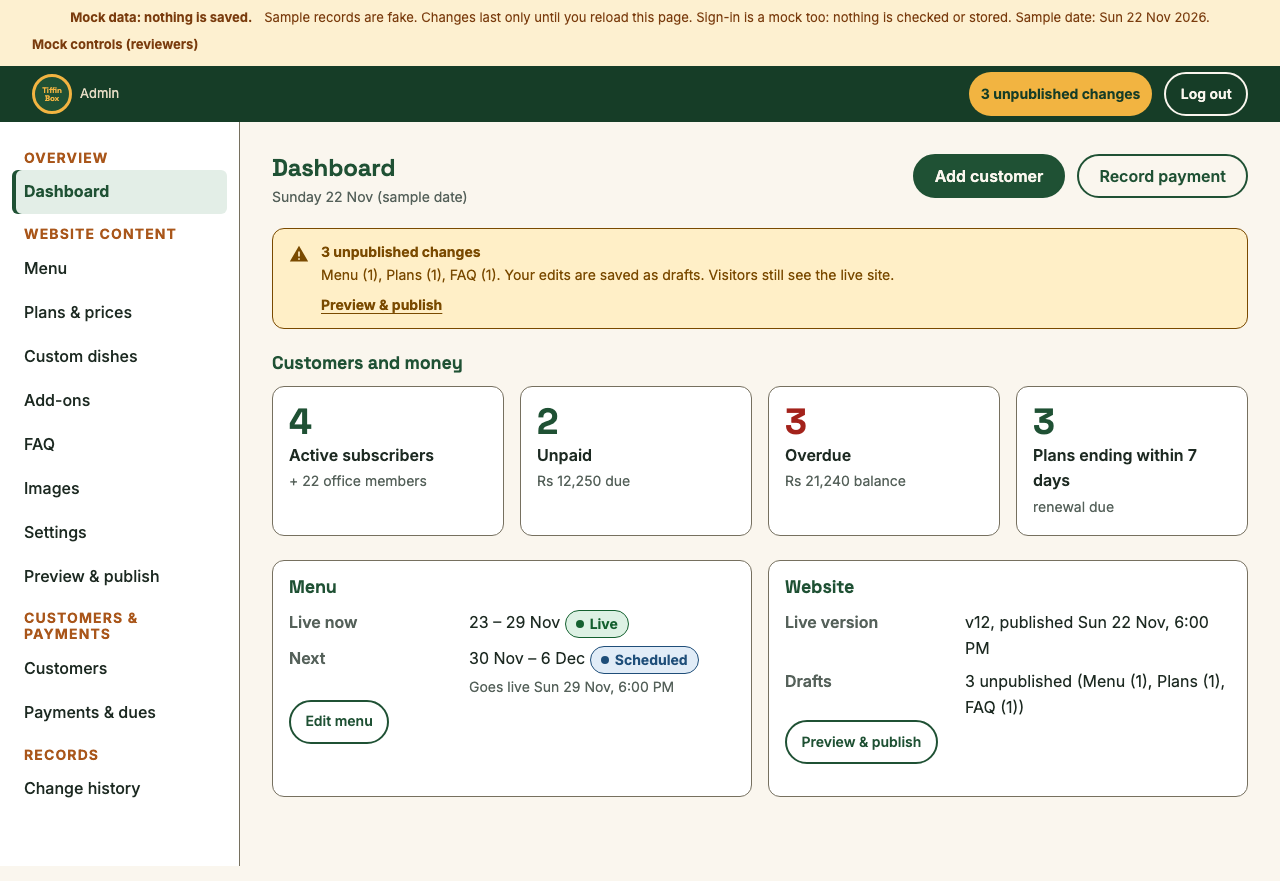 Mock data: nothing is saved. Sample records are fake. Changes last only until you reload this page. Sign-in is a mock too: nothing is checked or stored. Sample date: Sun 22 Nov 2026.
Mock controls (reviewers)
Tiffin
Box
Admin
3 unpublished changes
Log out
OVERVIEW
Dashboard
WEBSITE CONTENT
Menu
Plans & prices
Custom dishes
Add-ons
FAQ
Images
Settings
Preview & publish
CUSTOMERS &
PAYMENTS
Customers
Payments & dues
RECORDS
Change history
Dashboard
Sunday 22 Nov (sample date)
Add customer
Record payment
3 unpublished changes
Menu (1), Plans (1), FAQ (1). Your edits are saved as drafts. Visitors still see the live site.
Preview & publish
Customers and money
4
Active subscribers
+ 22 office members
2
Unpaid
Rs 12,250 due
3
Overdue
Rs 21,240 balance
3
Plans ending within 7
days
renewal due
Menu
Live now
23 – 29 Nov
Live
Next
30 Nov – 6 Dec
Scheduled
Goes live Sun 29 Nov, 6:00 PM
Edit menu
Website
Live version
v12, published Sun 22 Nov, 6:00
PM
Drafts
3 unpublished (Menu (1), Plans (1),
FAQ (1))
Preview & publish